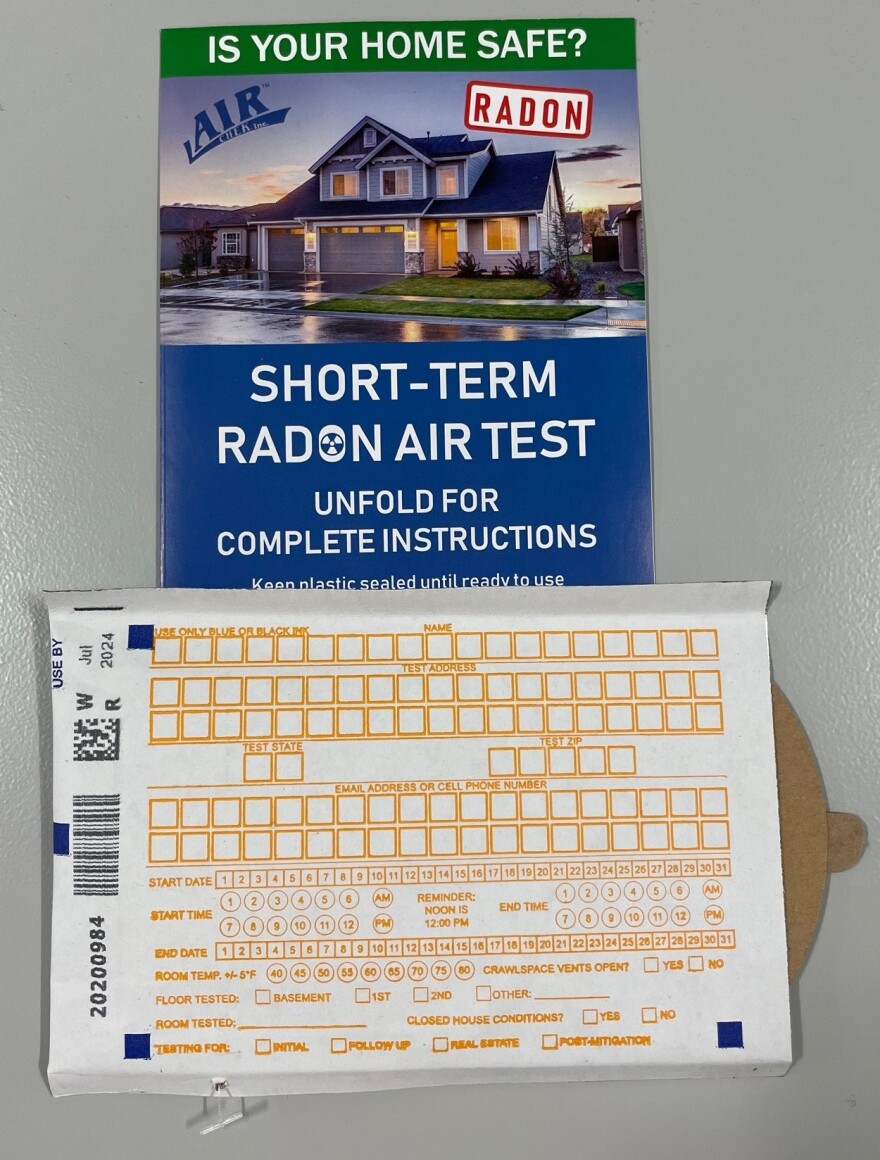 IS YOUR HOME SAFE?
AIR
CHEK Inc.
™
RADON
SHORT-TERM
RADON AIR TEST
UNFOLD FOR
COMPLETE INSTRUCTIONS
Keep plastic sealed until ready to use
USE BY
Jul
2024
W
R
20200984
USE ONLY BLUE OR BLACK INK
NAME
TEST ADDRESS
TEST STATE
TEST ZIP
EMAIL ADDRESS OR CELL PHONE NUMBER
START DATE 1 2 3 4 5 6 7 8 9 10 11 12 13 14 15 16 17 18 19 20 21 22 23 24 25 26 27 28 29 30 31
START TIME
1 2 3 4 5 6 AM
7 8 9 10 11 12 PM
REMINDER:
NOON IS
12:00 PM
END TIME
1 2 3 4 5 6 AM
7 8 9 10 11 12 PM
END DATE 1 2 3 4 5 6 7 8 9 10 11 12 13 14 15 16 17 18 19 20 21 22 23 24 25 26 27 28 29 30 31
ROOM TEMP. +/- 5°F 40 45 50 55 60 65 70 75 80 CRAWLSPACE VENTS OPEN? YES NO
FLOOR TESTED: BASEMENT 1ST 2ND OTHER:
ROOM TESTED: CLOSED HOUSE CONDITIONS? YES NO
TESTING FOR: INITIAL FOLLOW UP REAL ESTATE POST-MITIGATION